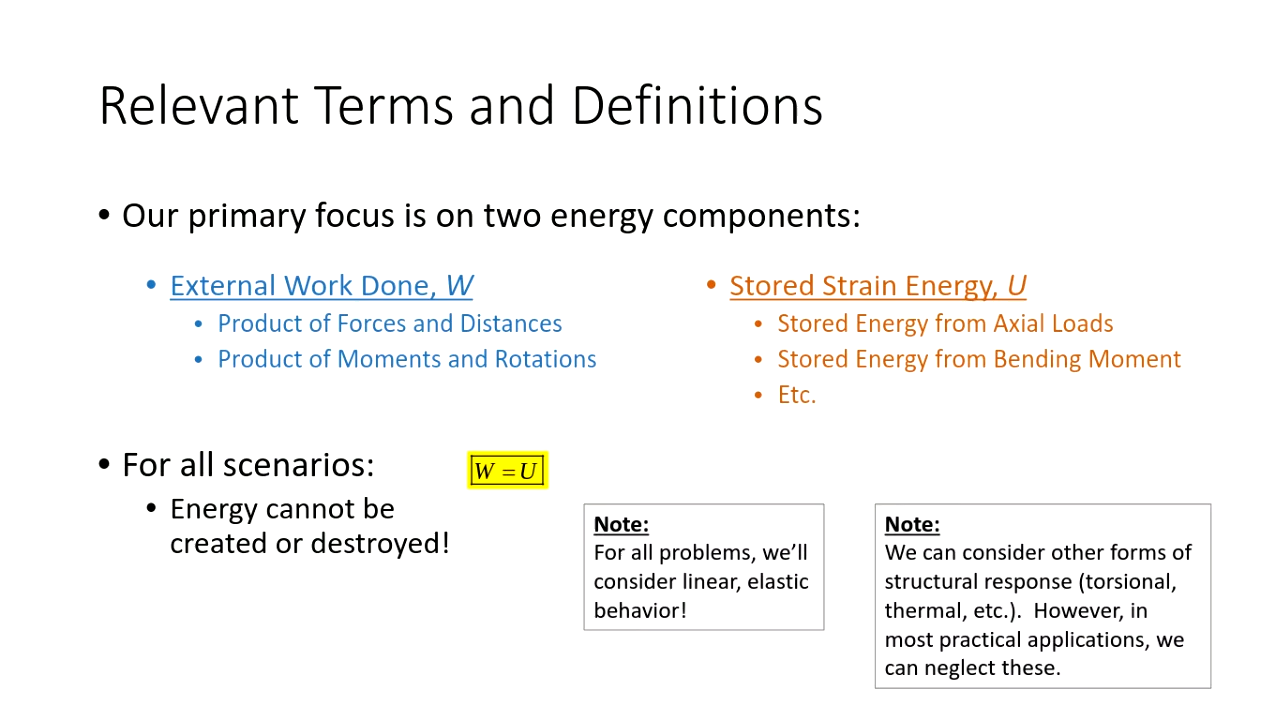 Relevant Terms and Definitions
• Our primary focus is on two energy components:
• External Work Done, W
• Product of Forces and Distances
• Product of Moments and Rotations
• Stored Strain Energy, U
• Stored Energy from Axial Loads
• Stored Energy from Bending Moment
• Etc.
• For all scenarios:
W = U
• Energy cannot be
created or destroyed!
Note:
For all problems, we’ll
consider linear, elastic
behavior!
Note:
We can consider other forms of
structural response (torsional,
thermal, etc.). However, in
most practical applications, we
can neglect these.